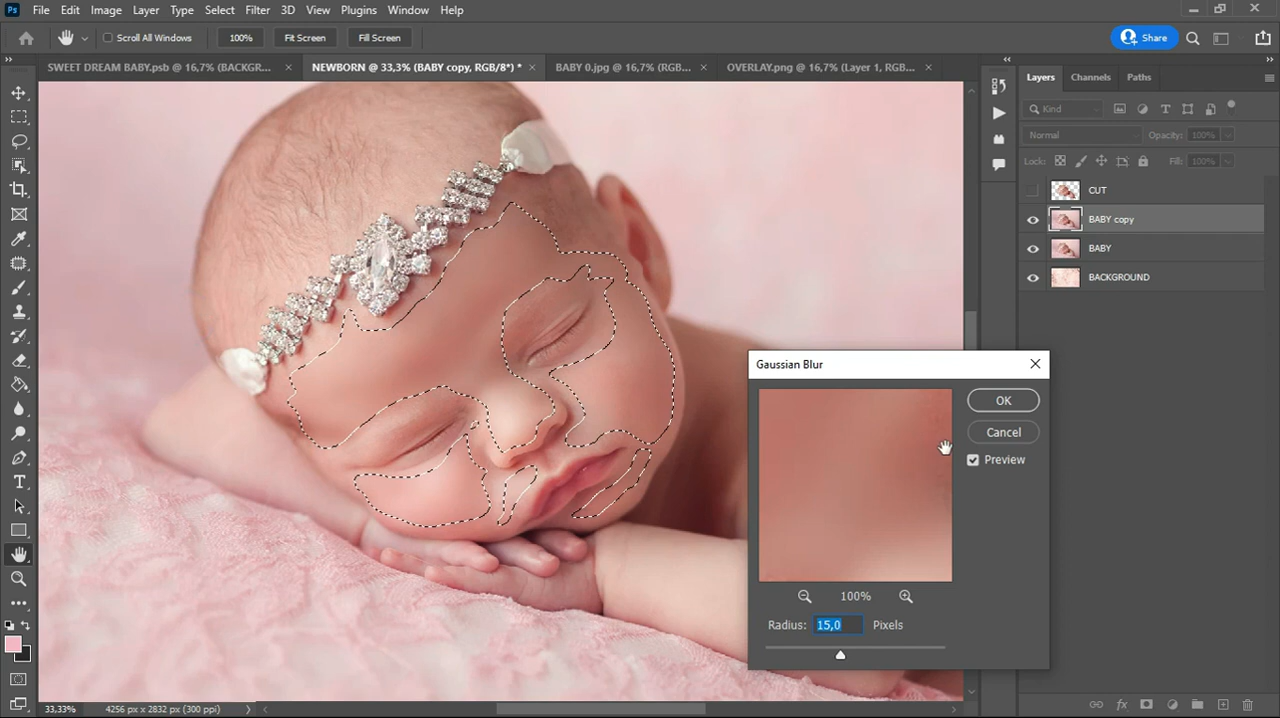 Ps File Edit Image Layer Type Select Filter 3D View Plugins Window Help
Scroll All Windows 100% Fit Screen Fill Screen Share
SWEET DREAM BABY.psb @ 16,7% (BACKGR... × NEWBORN @ 33,3% (BABY copy, RGB/8*) * × BABY 0.jpg @ 16,7% (RGB... × OVERLAY.png @ 16,7% (Layer 1, RGB... ×
Layers Channels Paths
Kind
Normal Opacity: 100%
Lock: Fill: 100%
CUT
BABY copy
BABY
BACKGROUND
Gaussian Blur
OK
Cancel
Preview
100%
Radius: 15,0 Pixels
T
33,33% 4256 px x 2832 px (300 ppi)
fx